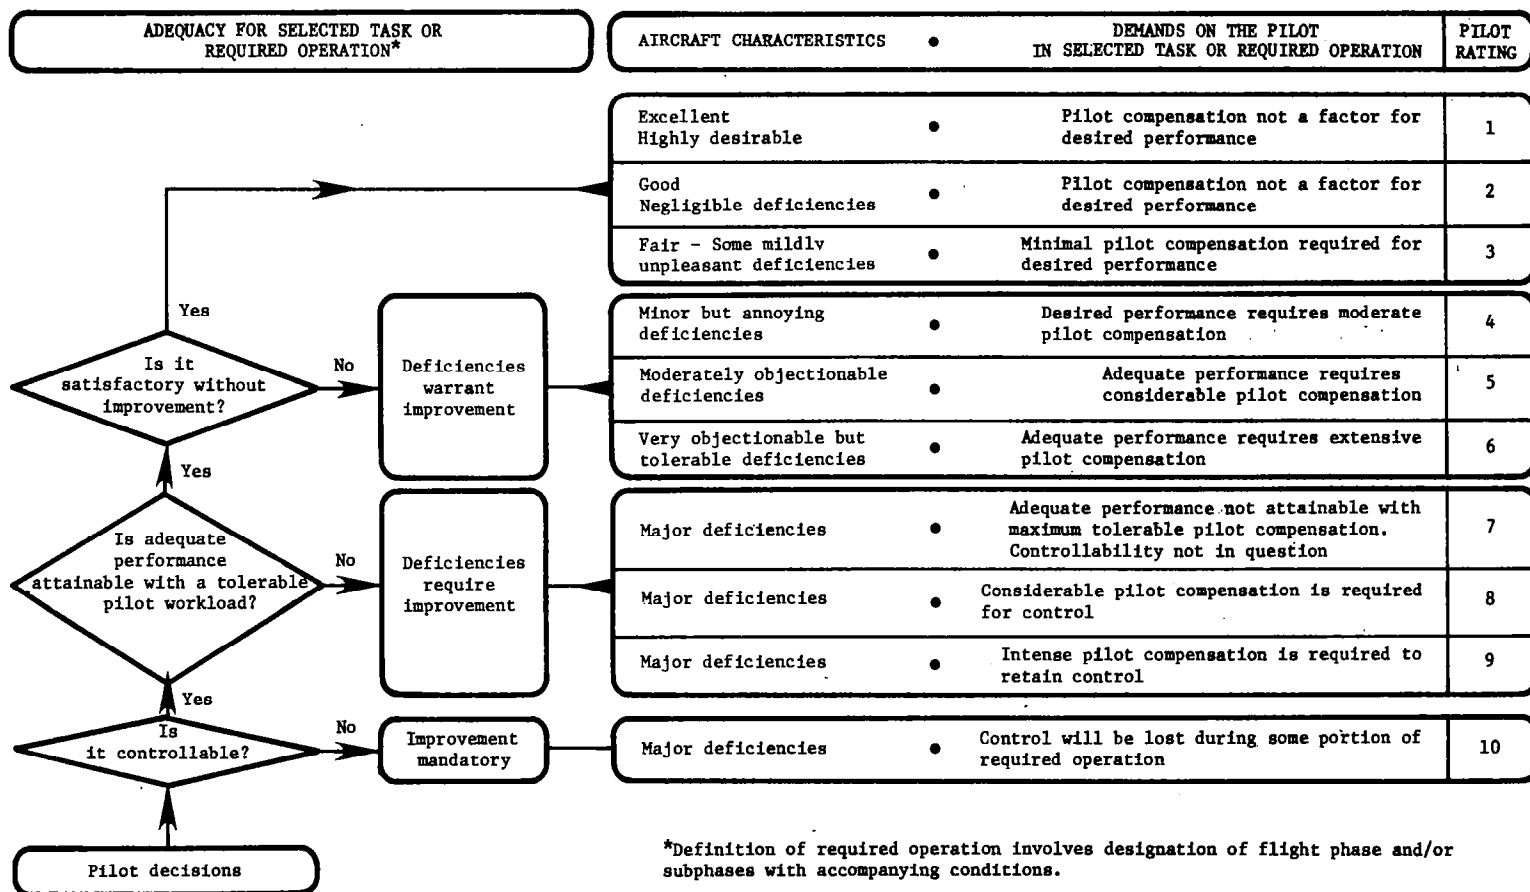 ADEQUACY FOR SELECTED TASK OR
REQUIRED OPERATION*
AIRCRAFT CHARACTERISTICS •
DEMANDS ON THE PILOT
IN SELECTED TASK OR REQUIRED OPERATION
PILOT
RATING
Excellent
Highly desirable
•
Pilot compensation not a factor for
desired performance
1
Good
Negligible deficiencies
•
Pilot compensation not a factor for
desired performance
2
Fair - Some mildly
unpleasant deficiencies
•
Minimal pilot compensation required for
desired performance
3
Yes
Is it
satisfactory without
improvement?
No
Deficiencies
warrant
improvement
Minor but annoying
deficiencies
•
Desired performance requires moderate
pilot compensation
4
Moderately objectionable
deficiencies
•
Adequate performance requires
considerable pilot compensation
5
Very objectionable but
tolerable deficiencies
•
Adequate performance requires extensive
pilot compensation
6
Yes
Is adequate
performance
attainable with a tolerable
pilot workload?
No
Deficiencies
require
improvement
Major deficiencies
•
Adequate performance not attainable with
maximum tolerable pilot compensation.
Controllability not in question
7
Major deficiencies
•
Considerable pilot compensation is required
for control
8
Major deficiencies
•
Intense pilot compensation is required to
retain control
9
Yes
Is
it controllable?
No
Improvement
mandatory
Major deficiencies
•
Control will be lost during some portion of
required operation
10
Pilot decisions
*Definition of required operation involves designation of flight phase and/or
subphases with accompanying conditions.